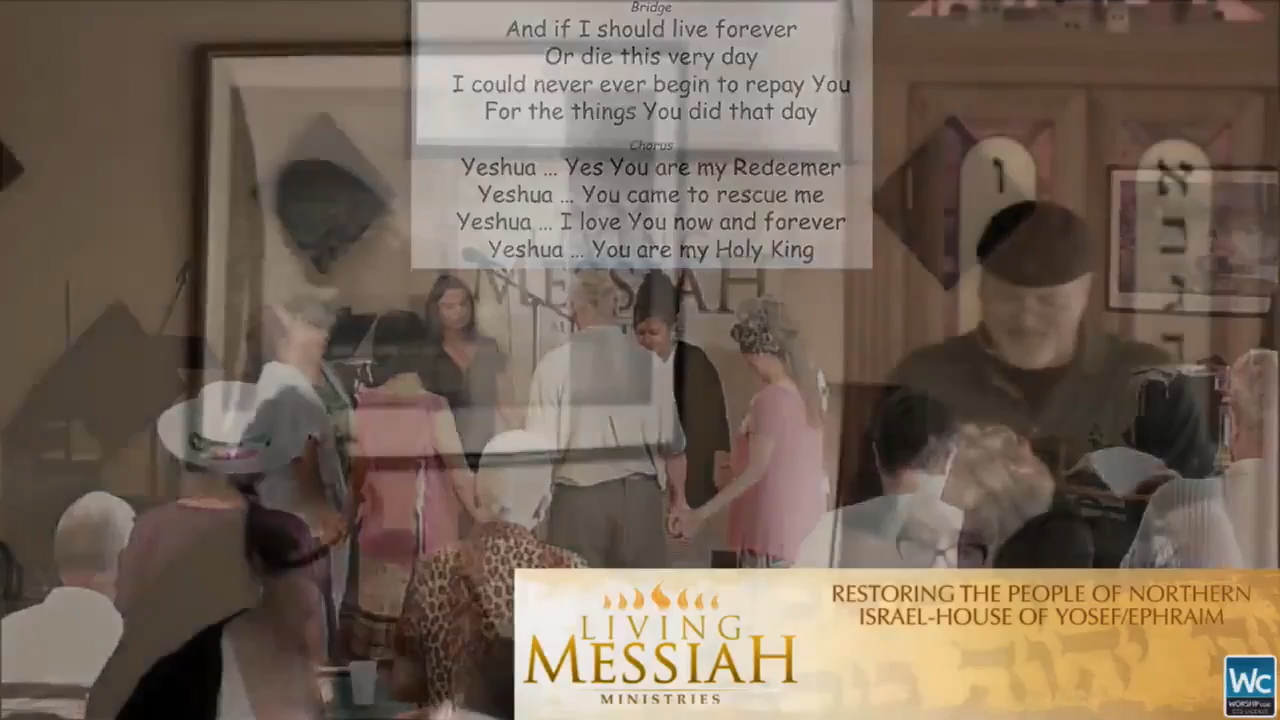 Bridge
And if I should live forever
Or die this very day
I could never ever begin to repay You
For the things You did that day
Chorus
Yeshua ... Yes You are my Redeemer
Yeshua ... You came to rescue me
Yeshua ... I love You now and forever
Yeshua ... You are my Holy King
MESSIAH
ו
א
LIVING
MESSIAH
MINISTRIES
RESTORING THE PEOPLE OF NORTHERN
ISRAEL-HOUSE OF YOSEF/EPHRAIM
יהוה
Wc